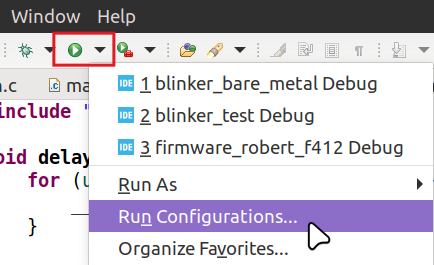 Window Help
IDE 1 blinker_bare_metal Debug
.c
ma
IDE 2 blinker_test Debug
include "
IDE 3 firmware_robert_f412 Debug
oid delay
for (u
Run As
Run Configurations...
}
Organize Favorites...